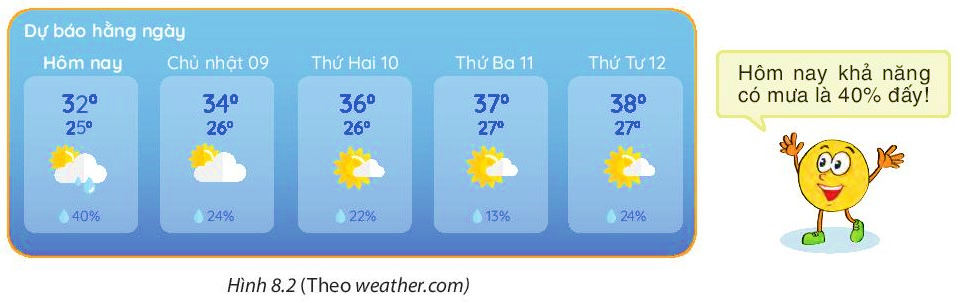 Dự báo hằng ngày
Hôm nay Chủ nhật 09 Thứ Hai 10 Thứ Ba 11 Thứ Tư 12
32° 34° 36° 37° 38°
25° 26° 26° 27° 27°
40% 24% 22% 13% 24%
Hôm nay khả năng
có mưa là 40% đấy!
Hình 8.2 (Theo weather.com)